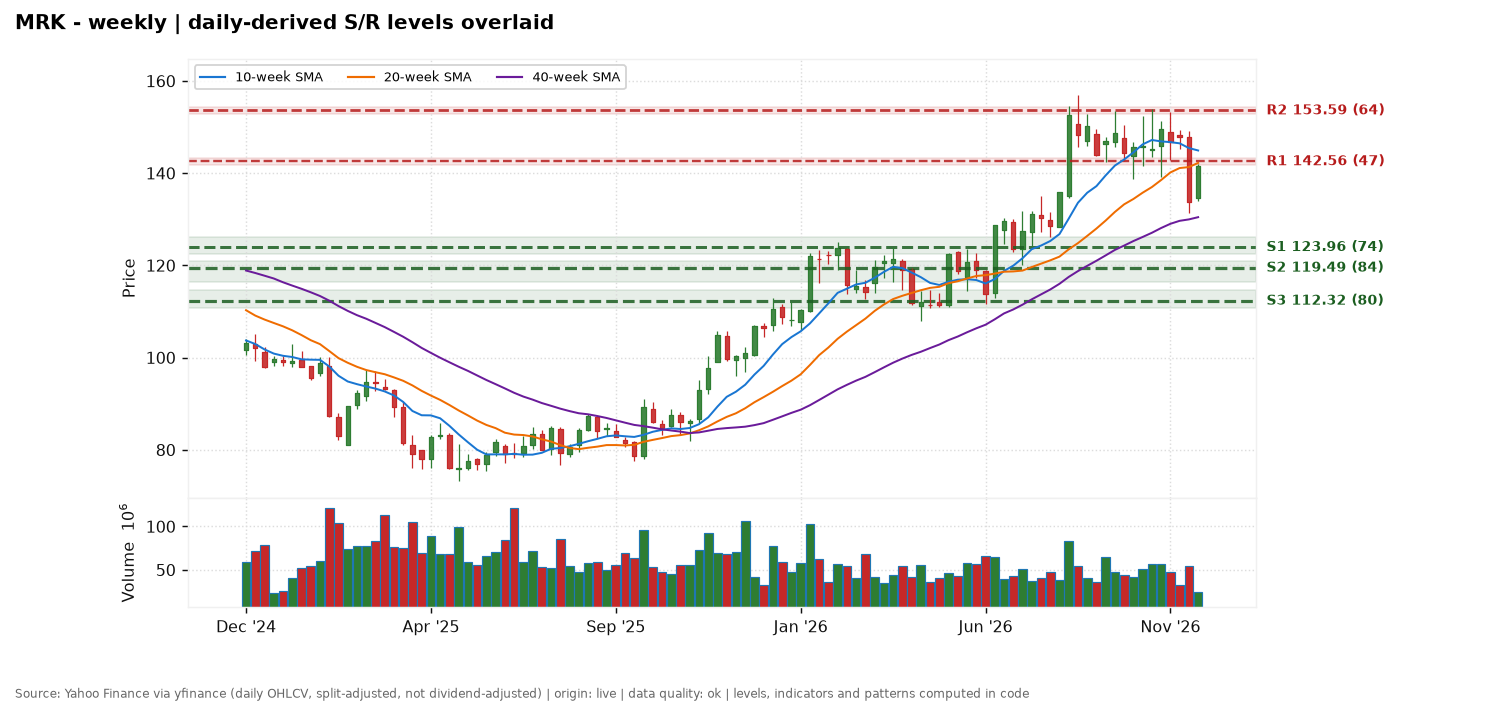 MRK - weekly | daily-derived S/R levels overlaid
10-week SMA 20-week SMA 40-week SMA
160
R2 153.59 (64)
R1 142.56 (47)
140
Price
S1 123.96 (74)
120
S2 119.49 (84)
S3 112.32 (80)
100
80
Volume 10⁶
100
50
Dec '24 Apr '25 Sep '25 Jan '26 Jun '26 Nov '26
Source: Yahoo Finance via yfinance (daily OHLCV, split-adjusted, not dividend-adjusted) | origin: live | data quality: ok | levels, indicators and patterns computed in code